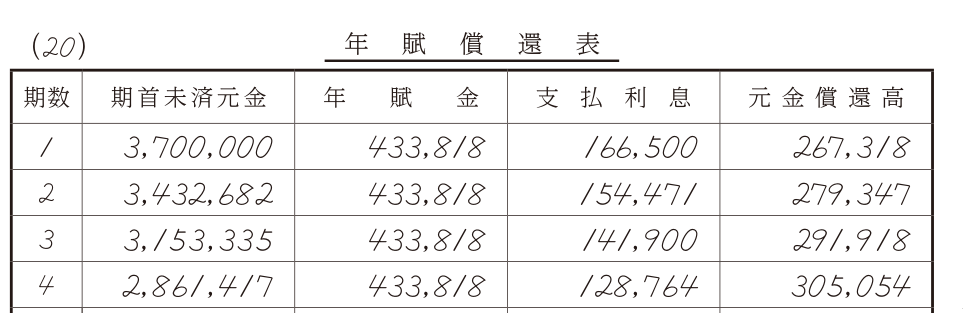 (20) 年賦償還表
期数 期首未済元金 年賦金 支払利息 元金償還高
1 3,700,000 433,818 166,500 267,318
2 3,432,682 433,818 154,471 279,347
3 3,153,335 433,818 141,900 291,918
4 2,861,417 433,818 128,764 305,054